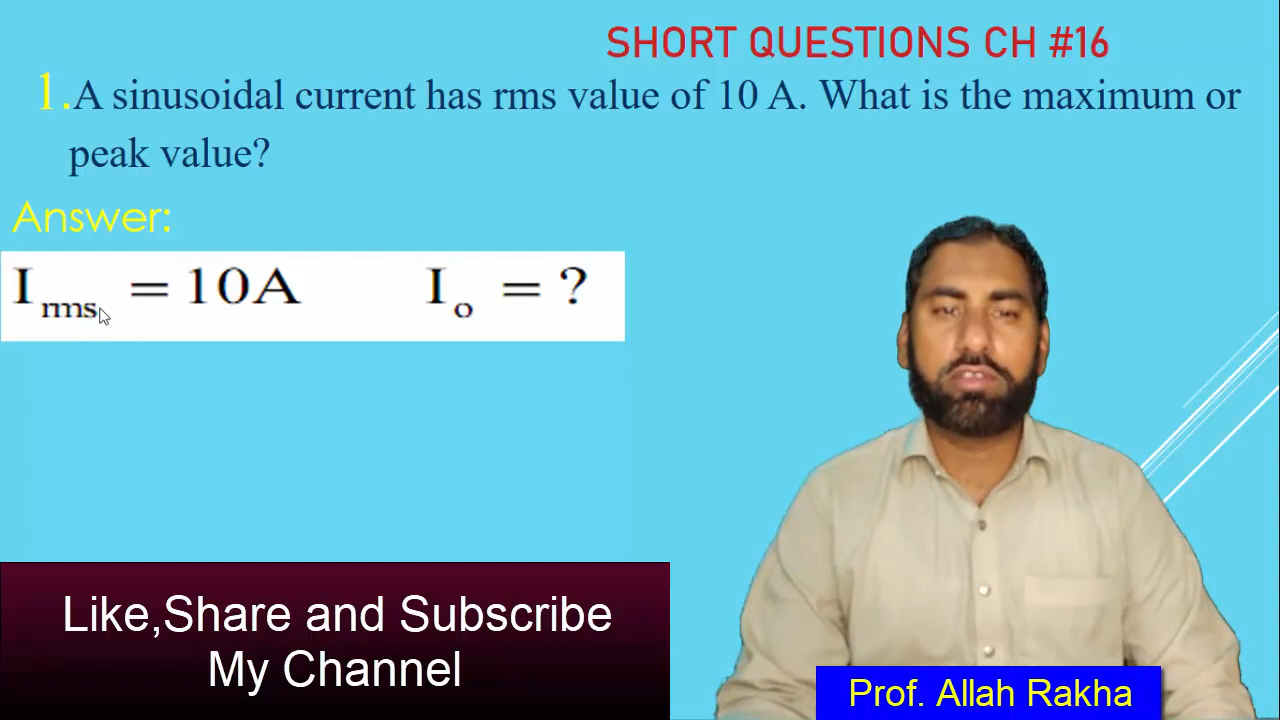 SHORT QUESTIONS CH #16
1.A sinusoidal current has rms value of 10 A. What is the maximum or
peak value?
Answer:
I rms = 10A I o = ?
Like,Share and Subscribe
My Channel
Prof. Allah Rakha